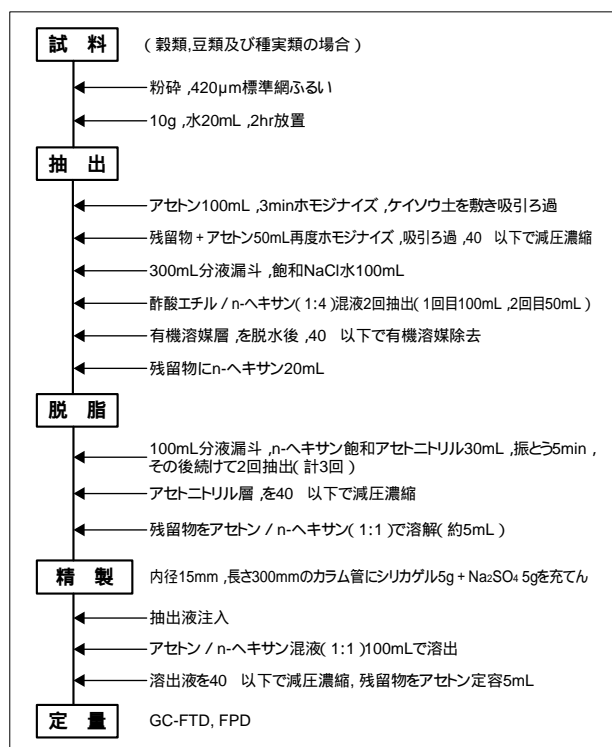 試 料 (穀類,豆類及び種実類の場合)
粉砕,420μm標準網ふるい
10g,水20mL,2hr放置
抽 出
アセトン100mL,3minホモジナイズ,ケイソウ土を敷き吸引ろ過
残留物+アセトン50mL再度ホモジナイズ,吸引ろ過,40 以下で減圧濃縮
300mL分液漏斗,飽和NaCl水100mL
酢酸エチル/n-ヘキサン(1:4)混液2回抽出(1回目100mL,2回目50mL)
有機溶媒層,を脱水後,40 以下で有機溶媒除去
残留物にn-ヘキサン20mL
脱 脂
100mL分液漏斗,n-ヘキサン飽和アセトニトリル30mL,振とう5min,
その後続けて2回抽出(計3回)
アセトニトリル層,を40 以下で減圧濃縮
残留物をアセトン/n-ヘキサン(1:1)で溶解(約5mL)
精 製 内径15mm,長さ300mmのカラム管にシリカゲル5g+Na₂SO₄ 5gを充てん
抽出液注入
アセトン/n-ヘキサン混液(1:1)100mLで溶出
溶出液を40 以下で減圧濃縮, 残留物をアセトン定容5mL
定 量 GC-FTD, FPD